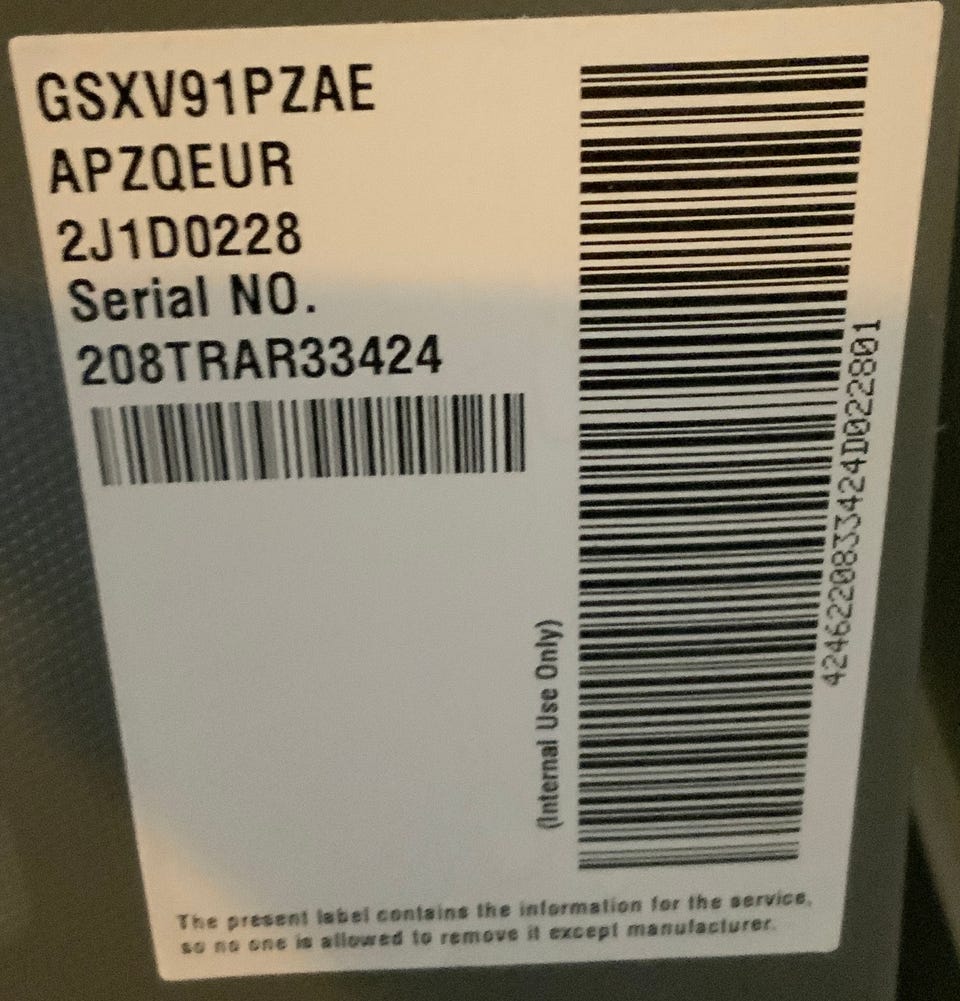 GSXV91PZAE
APZQEUR
2J1D0228
Serial NO.
208TRAR33424
(Internal Use Only)
4246220833424D022801
The present label contains the information for the service,
so no one is allowed to remove it except manufacturer.